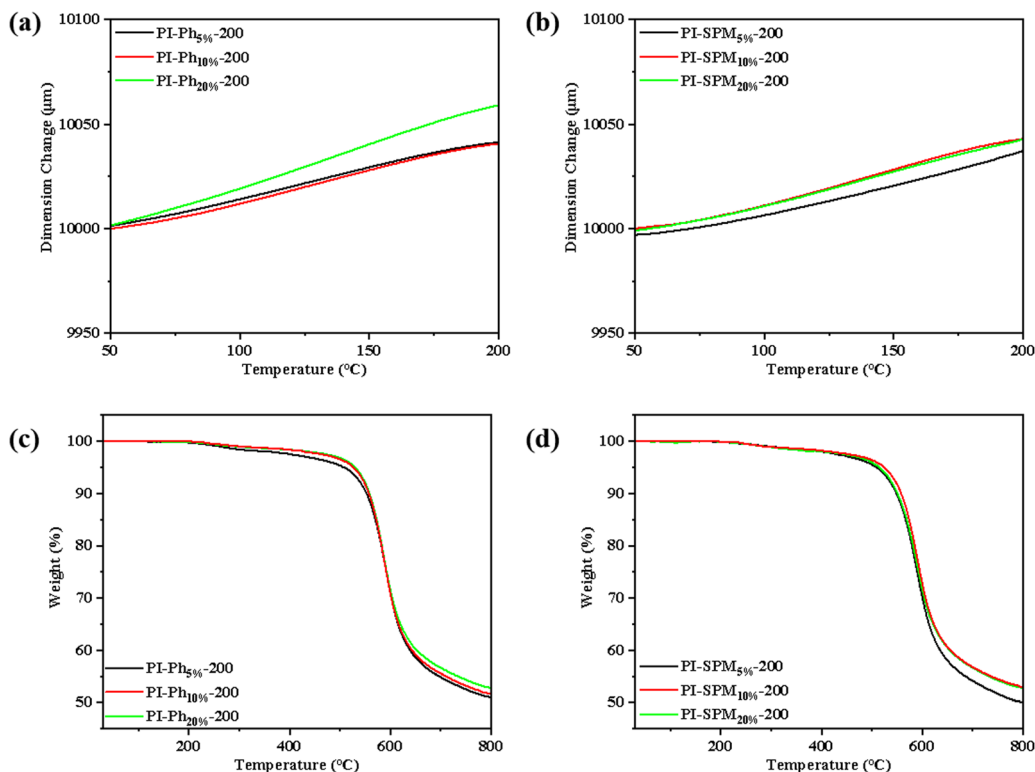 (a)
PI-Ph5%-200
PI-Ph10%-200
PI-Ph20%-200
10100
10050
10000
9950
Dimension Change (μm)
50
100
150
200
Temperature (°C)
(b)
PI-SPM5%-200
PI-SPM10%-200
PI-SPM20%-200
10100
10050
10000
9950
Dimension Change (μm)
50
100
150
200
Temperature (°C)
(c)
100
90
80
70
60
50
Weight (%)
PI-Ph5%-200
PI-Ph10%-200
PI-Ph20%-200
200
400
600
800
Temperature (°C)
(d)
100
90
80
70
60
50
Weight (%)
PI-SPM5%-200
PI-SPM10%-200
PI-SPM20%-200
200
400
600
800
Temperature (°C)